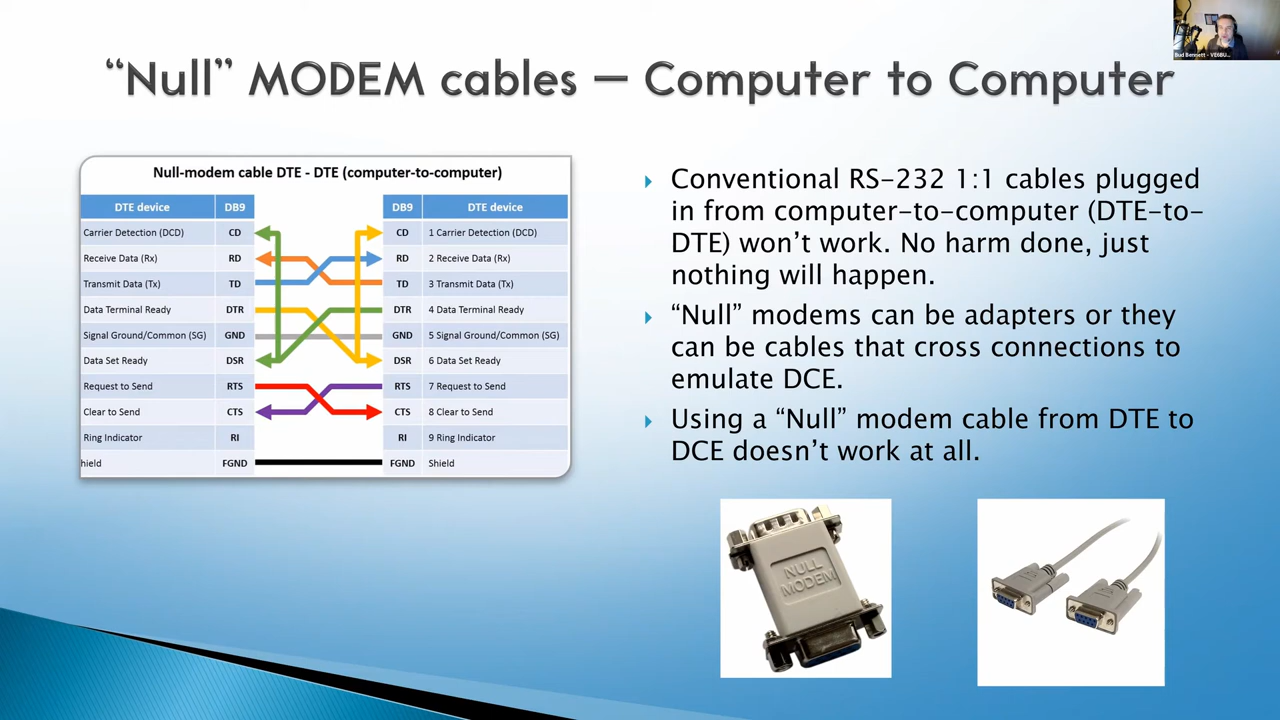 Bud Bennett - VE6BU...
“Null” MODEM cables – Computer to Computer
Null-modem cable DTE - DTE (computer-to-computer)
DTE device DB9 DB9 DTE device
Carrier Detection (DCD) CD CD 1 Carrier Detection (DCD)
Receive Data (Rx) RD RD 2 Receive Data (Rx)
Transmit Data (Tx) TD TD 3 Transmit Data (Tx)
Data Terminal Ready DTR DTR 4 Data Terminal Ready
Signal Ground/Common (SG) GND GND 5 Signal Ground/Common (SG)
Data Set Ready DSR DSR 6 Data Set Ready
Request to Send RTS RTS 7 Request to Send
Clear to Send CTS CTS 8 Clear to Send
Ring Indicator RI RI 9 Ring Indicator
hield FGND FGND Shield
Conventional RS-232 1:1 cables plugged
in from computer-to-computer (DTE-to-
DTE) won’t work. No harm done, just
nothing will happen.
“Null” modems can be adapters or they
can be cables that cross connections to
emulate DCE.
Using a “Null” modem cable from DTE to
DCE doesn’t work at all.
NULL
MODEM